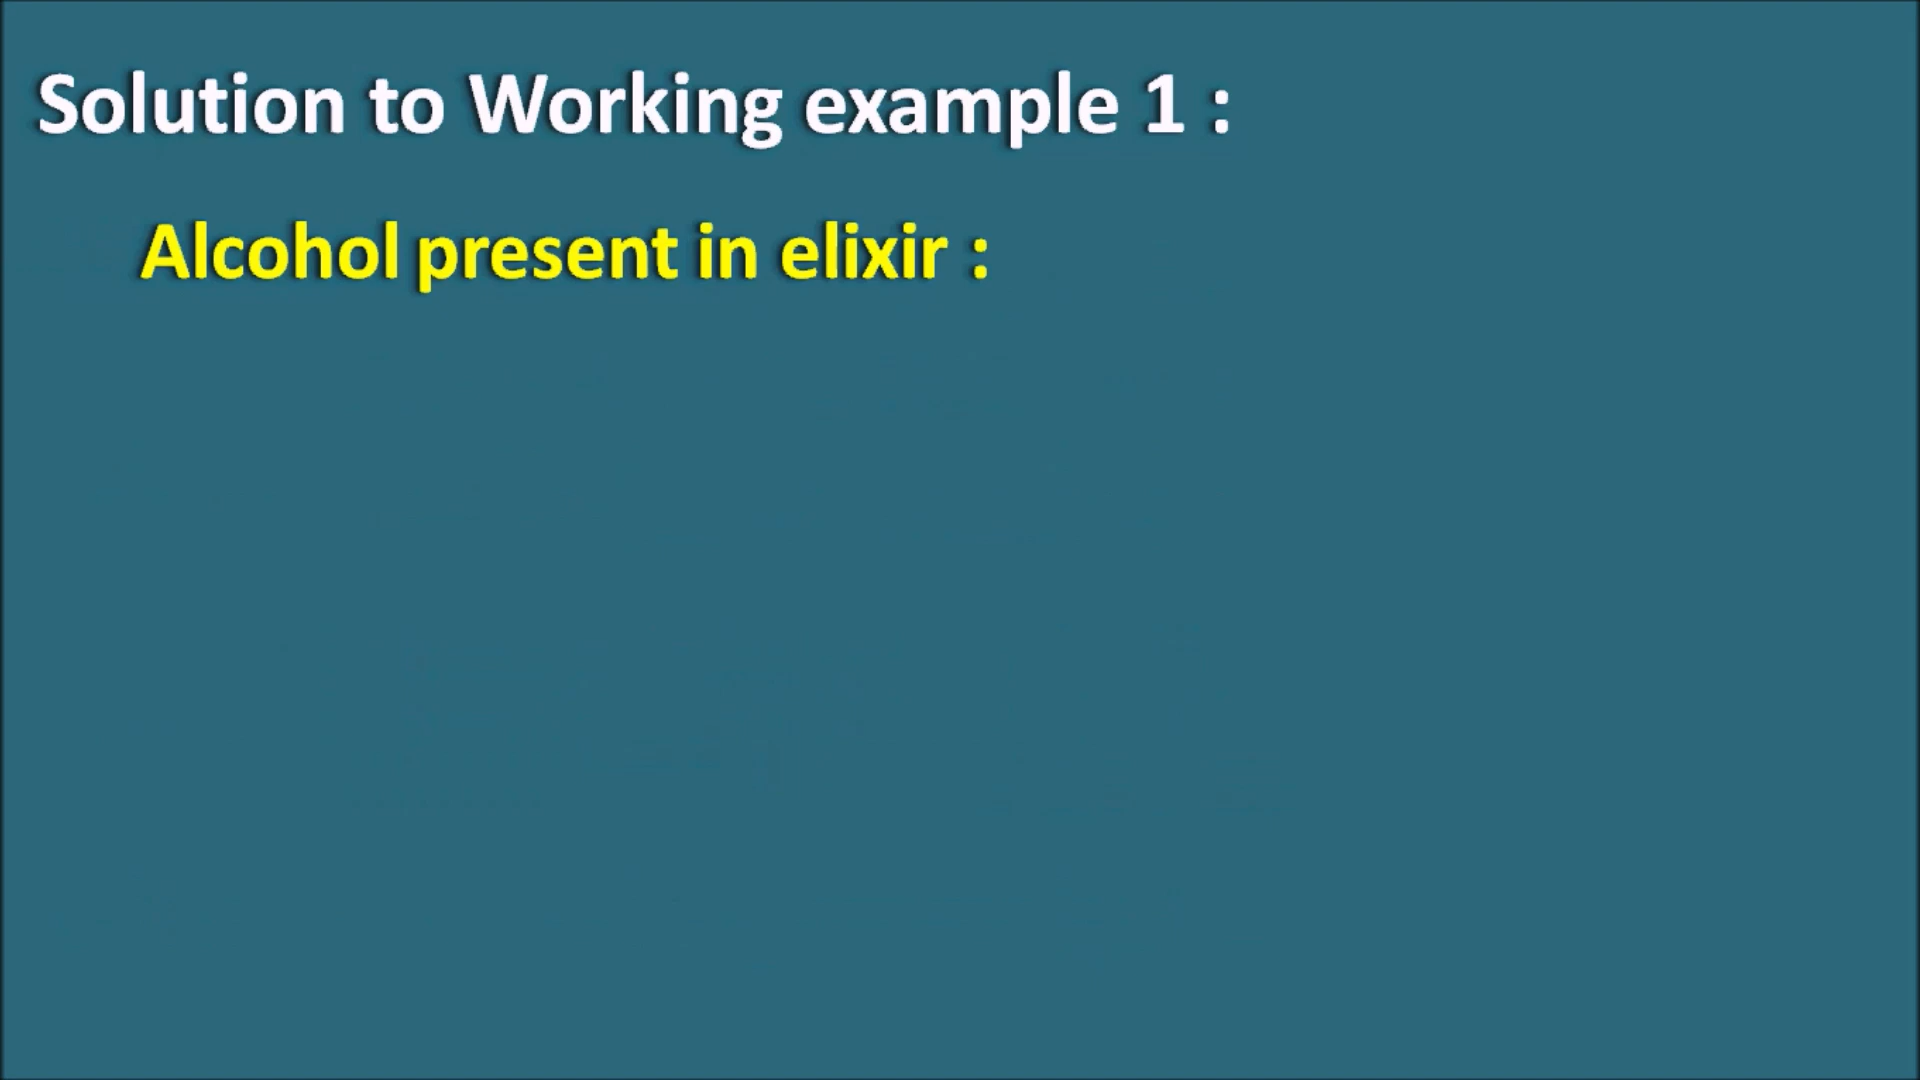 Solution to Working example 1 :
Alcohol present in elixir :